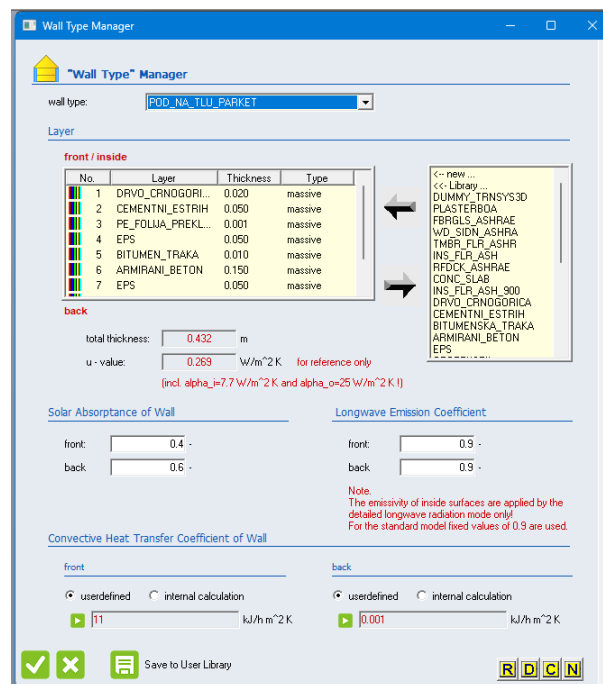 Wall Type Manager
"Wall Type" Manager
wall type: POD_NA_TLU_PARKET
Layer
front / inside
No. Layer Thickness Type
1 DRVO_CRNOGORI... 0.020 massive
2 CEMENTNI_ESTRIH 0.050 massive
3 PE_FOLIJA_PREKL... 0.001 massive
4 EPS 0.050 massive
5 BITUMEN_TRAKA 0.010 massive
6 ARMIRANI_BETON 0.150 massive
7 EPS 0.050 massive
back
<-- new ...
<<- Library ...
DUMMY_TRNSYS3D
PLASTERBOA
FBRGLS_ASHRAE
WD_SIDN_ASHRA
TMBR_FLR_ASHR
INS_FLR_ASH
RFDCK_ASHRAE
CONC_SLAB
INS_FLR_ASH_900
DRVO_CRNOGORICA
CEMENTNI_ESTRIH
BITUMENSKA_TRAKA
ARMIRANI_BETON
EPS
total thickness: 0.432 m
u - value: 0.269 W/m^2 K for reference only
(incl. alpha_i=7.7 W/m^2 K and alpha_o=25 W/m^2 K !)
Solar Absorptance of Wall
front: 0.4 -
back 0.6 -
Longwave Emission Coefficient
front: 0.9 -
back 0.9 -
Note.
The emissivity of inside surfaces are applied by the
detailed longwave radiation mode only!
For the standard model fixed values of 0.9 are used.
Convective Heat Transfer Coefficient of Wall
front
userdefined internal calculation
11 kJ/h m^2 K
back
userdefined internal calculation
0.001 kJ/h m^2 K
Save to User Library
R D C N